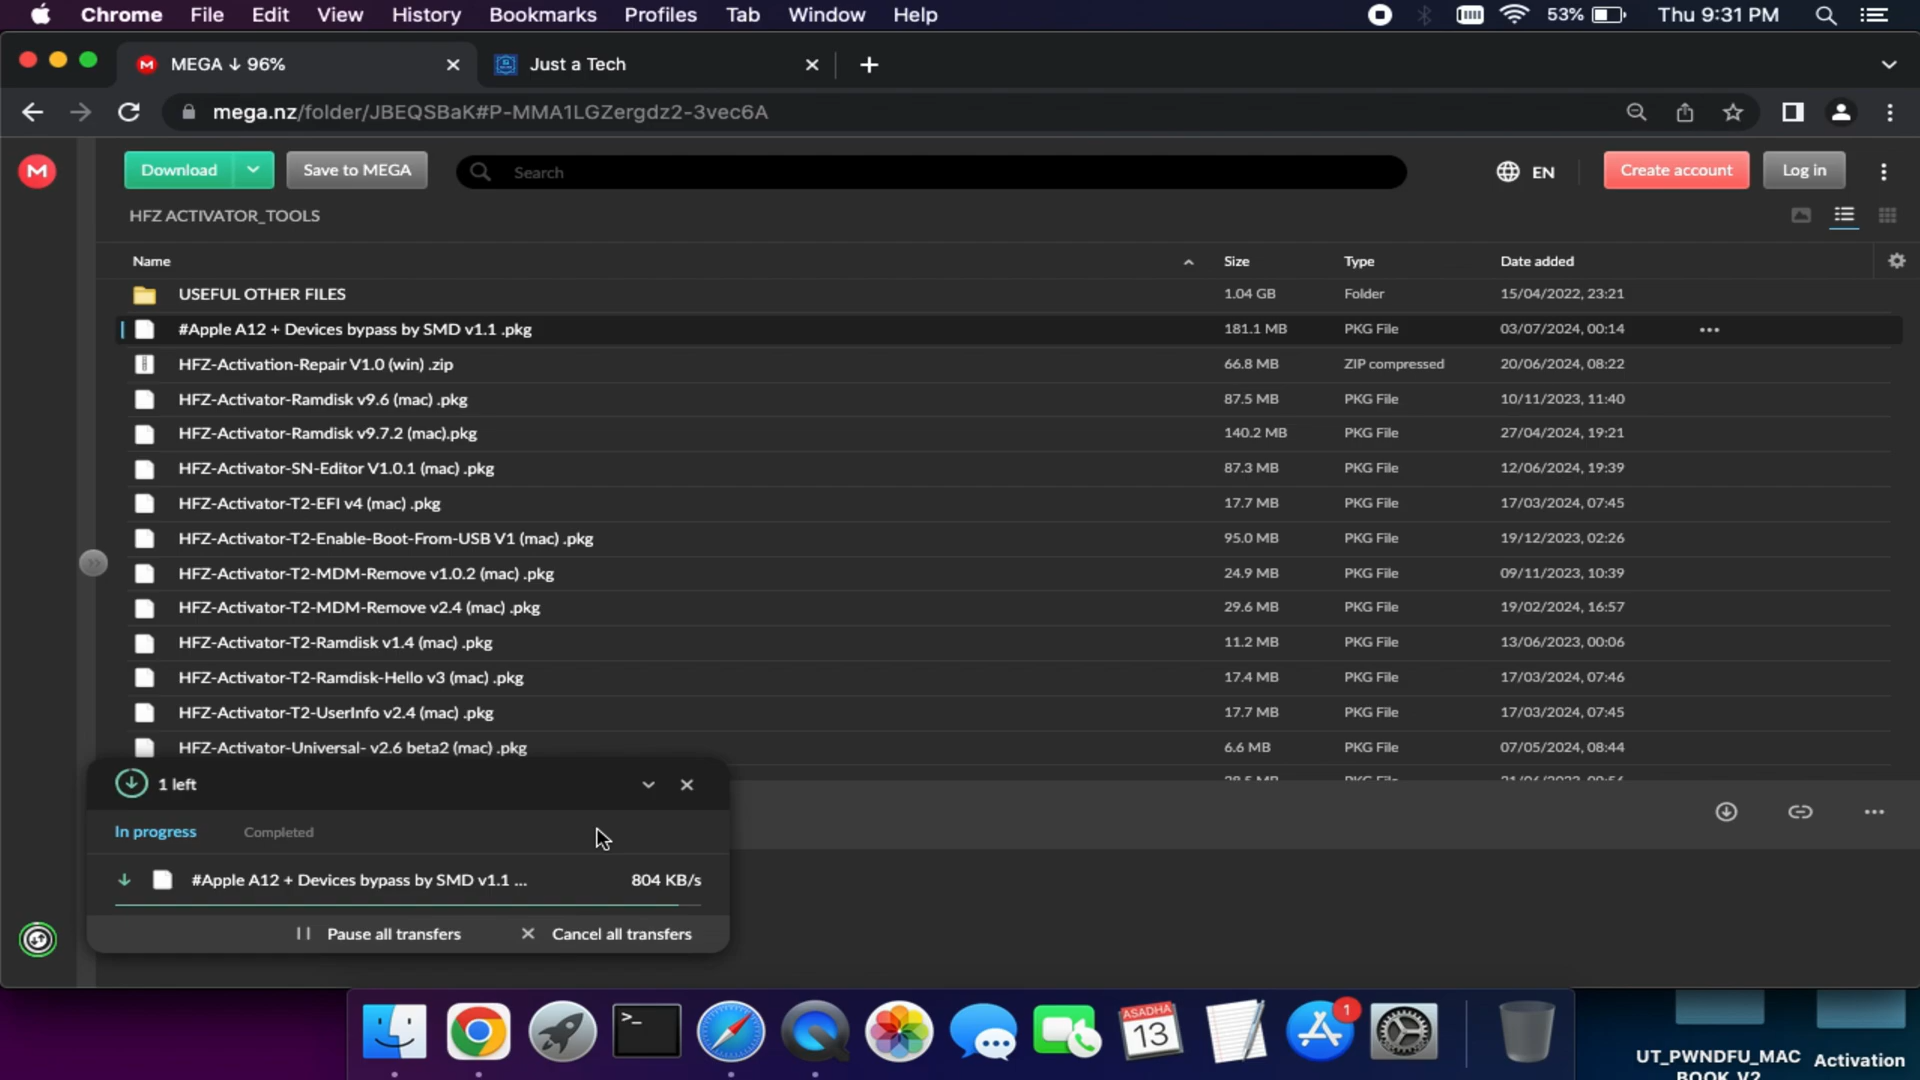 Chrome File Edit View History Bookmarks Profiles Tab Window Help 53% Thu 9:31 PM
MEGA ↓ 96% Just a Tech
mega.nz/folder/JBEQSBaK#P-MMA1LGZergdz2-3vec6A
Download Save to MEGA Search EN Create account Log in
HFZ ACTIVATOR_TOOLS
Name Size Type Date added
USEFUL OTHER FILES 1.04 GB Folder 15/04/2022, 23:21
#Apple A12 + Devices bypass by SMD v1.1 .pkg 181.1 MB PKG File 03/07/2024, 00:14
HFZ-Activation-Repair V1.0 (win) .zip 66.8 MB ZIP compressed 20/06/2024, 08:22
HFZ-Activator-Ramdisk v9.6 (mac) .pkg 87.5 MB PKG File 10/11/2023, 11:40
HFZ-Activator-Ramdisk v9.7.2 (mac).pkg 140.2 MB PKG File 27/04/2024, 19:21
HFZ-Activator-SN-Editor V1.0.1 (mac) .pkg 87.3 MB PKG File 12/06/2024, 19:39
HFZ-Activator-T2-EFI v4 (mac) .pkg 17.7 MB PKG File 17/03/2024, 07:45
HFZ-Activator-T2-Enable-Boot-From-USB V1 (mac) .pkg 95.0 MB PKG File 19/12/2023, 02:26
HFZ-Activator-T2-MDM-Remove v1.0.2 (mac) .pkg 24.9 MB PKG File 09/11/2023, 10:39
HFZ-Activator-T2-MDM-Remove v2.4 (mac) .pkg 29.6 MB PKG File 19/02/2024, 16:57
HFZ-Activator-T2-Ramdisk v1.4 (mac) .pkg 11.2 MB PKG File 13/06/2023, 00:06
HFZ-Activator-T2-Ramdisk-Hello v3 (mac) .pkg 17.4 MB PKG File 17/03/2024, 07:46
HFZ-Activator-T2-UserInfo v2.4 (mac) .pkg 17.7 MB PKG File 17/03/2024, 07:45
HFZ-Activator-Universal- v2.6 beta2 (mac) .pkg 6.6 MB PKG File 07/05/2024, 08:44
1 left
In progress Completed
#Apple A12 + Devices bypass by SMD v1.1 ... 804 KB/s
Pause all transfers Cancel all transfers
ASADHA
13
1
UT_PWNDFU_MAC Activation
BOOK_V2